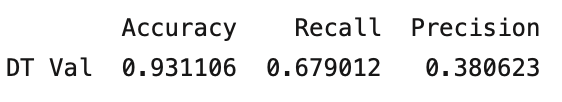 Accuracy Recall Precision
DT Val 0.931106 0.679012 0.380623